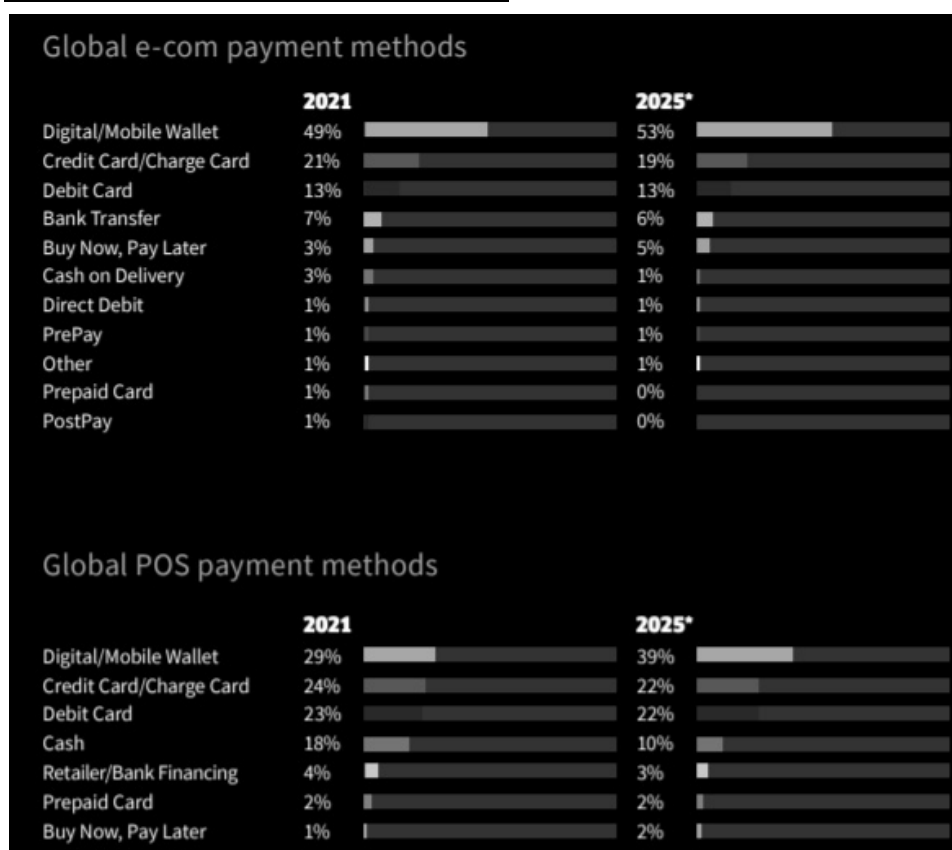 Global e-com payment methods
2021 2025*
Digital/Mobile Wallet 49% 53%
Credit Card/Charge Card 21% 19%
Debit Card 13% 13%
Bank Transfer 7% 6%
Buy Now, Pay Later 3% 5%
Cash on Delivery 3% 1%
Direct Debit 1% 1%
PrePay 1% 1%
Other 1% 1%
Prepaid Card 1% 0%
PostPay 1% 0%
Global POS payment methods
2021 2025*
Digital/Mobile Wallet 29% 39%
Credit Card/Charge Card 24% 22%
Debit Card 23% 22%
Cash 18% 10%
Retailer/Bank Financing 4% 3%
Prepaid Card 2% 2%
Buy Now, Pay Later 1% 2%